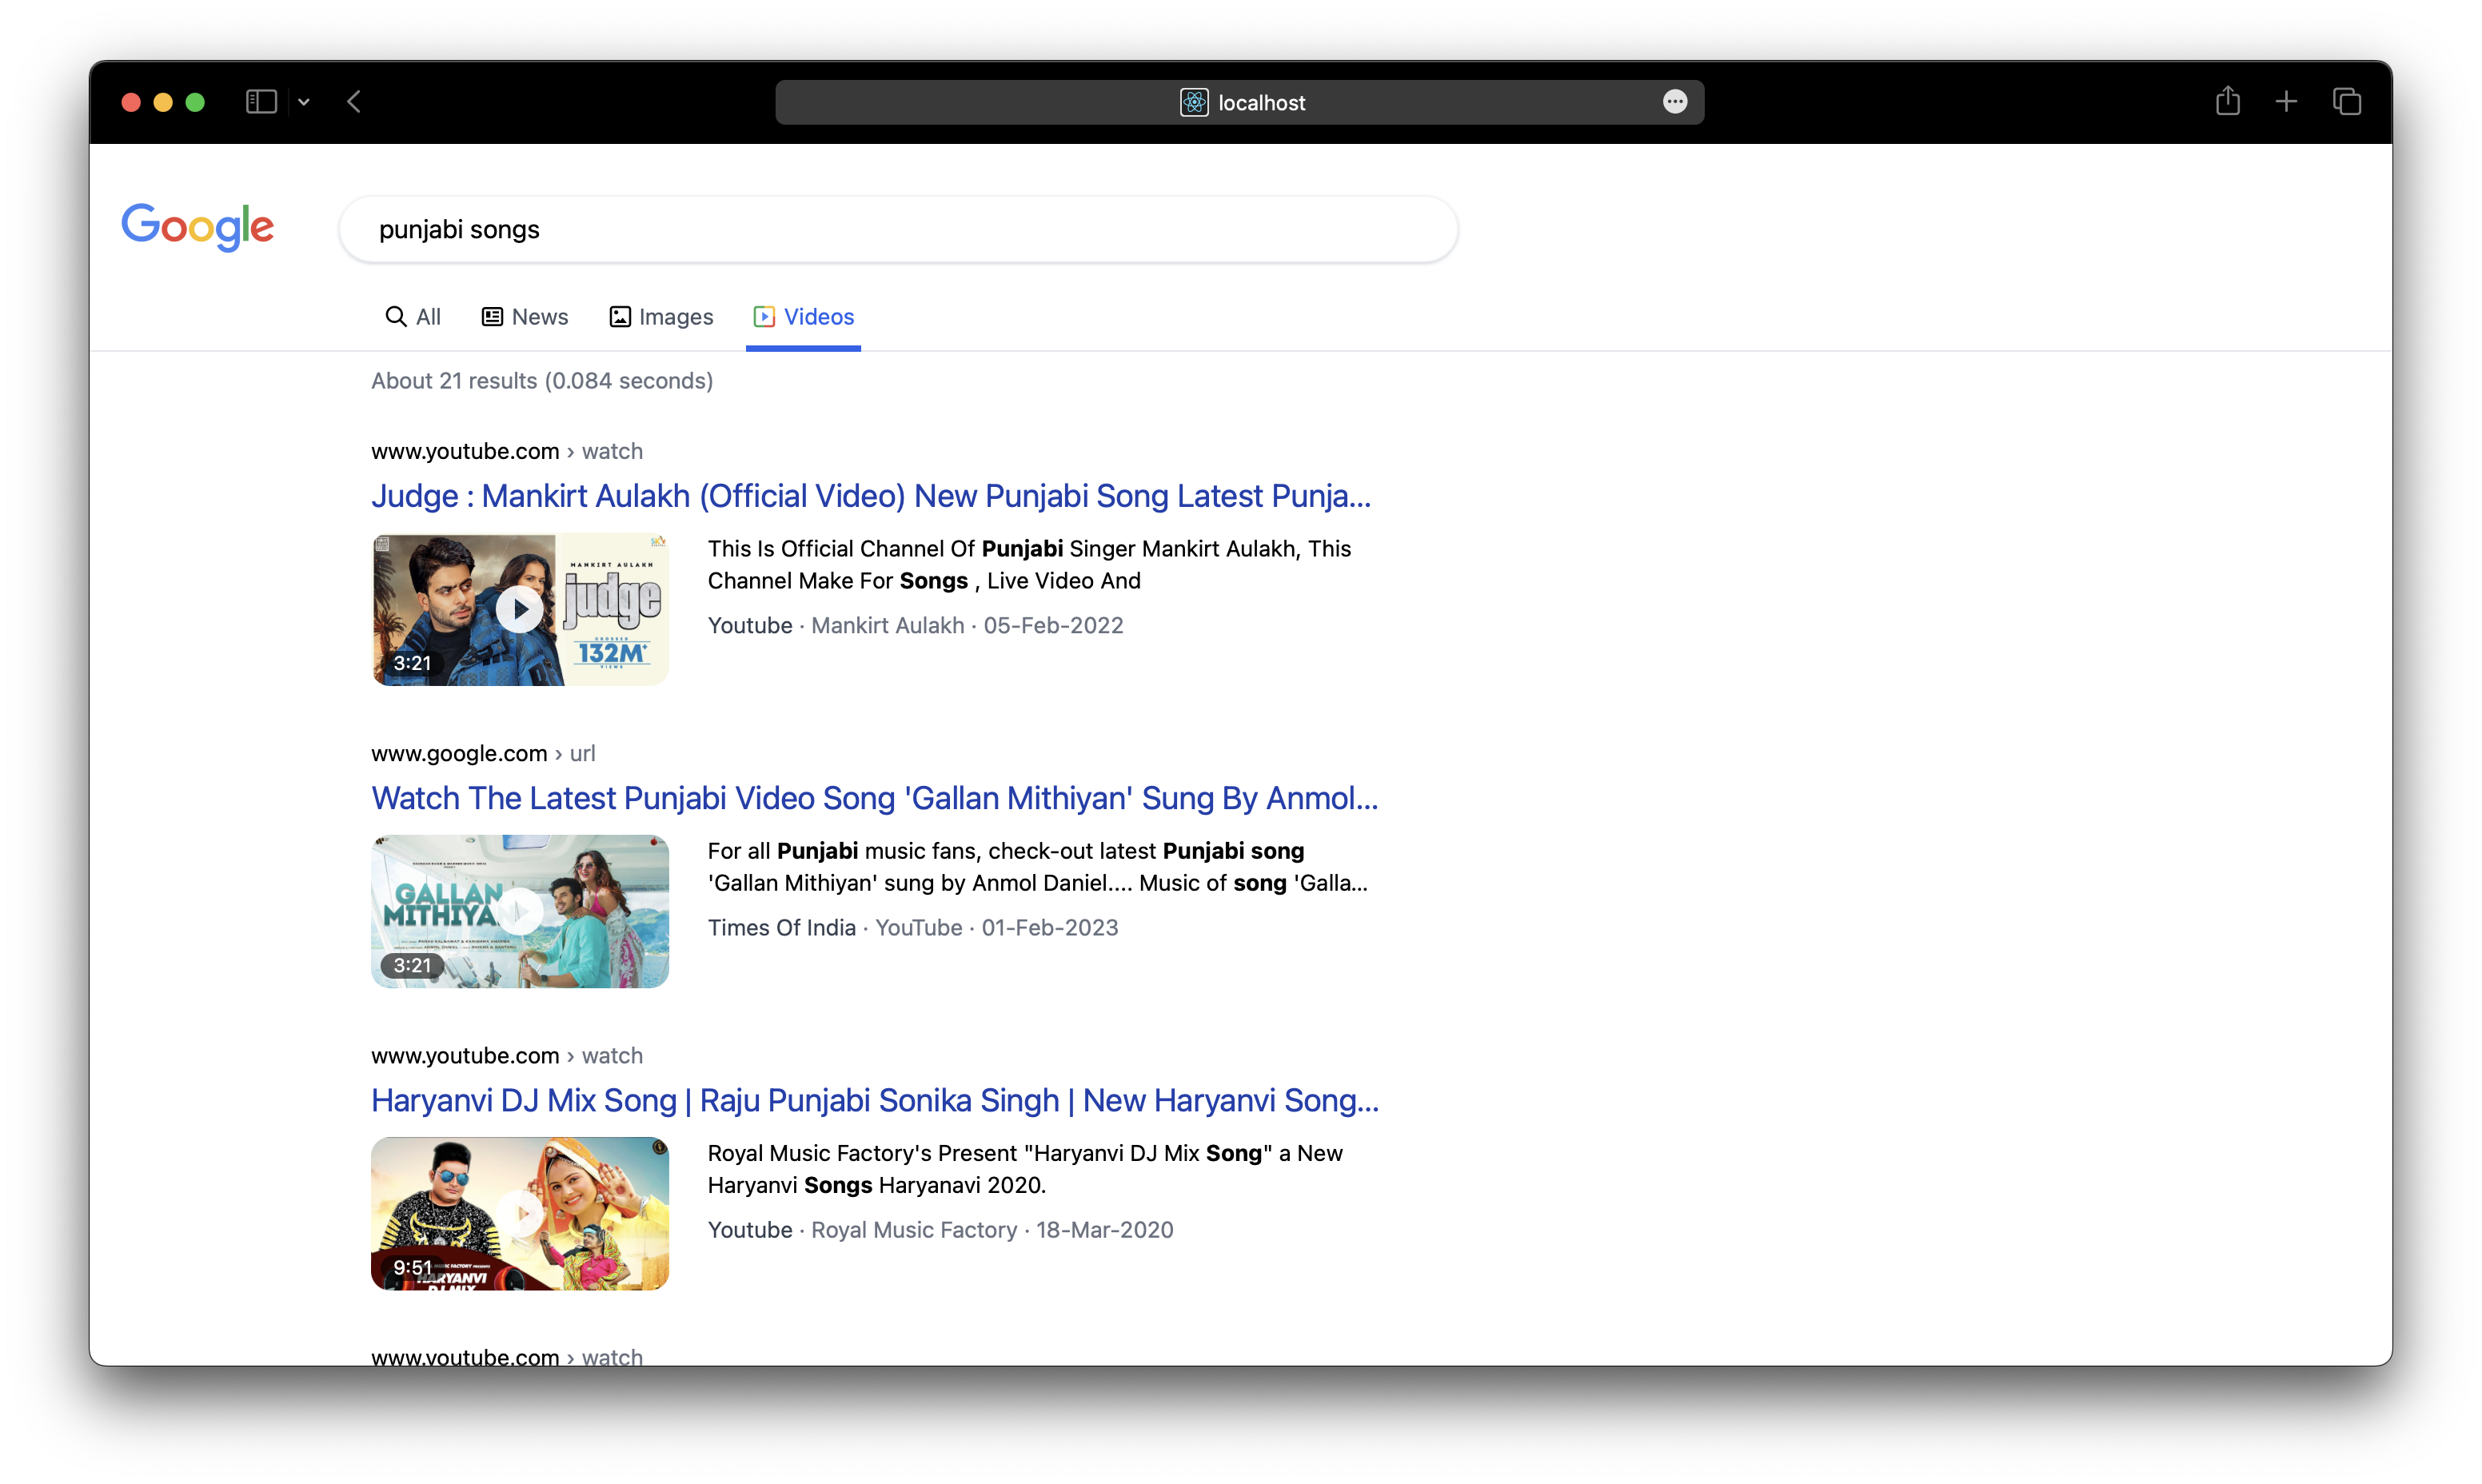 localhost
Google
punjabi songs
All
News
Images
Videos
About 21 results (0.084 seconds)
www.youtube.com › watch
Judge : Mankirt Aulakh (Official Video) New Punjabi Song Latest Punja...
MANKIRT AULAKH
judge
CROSSED
132M+
VIEWS
3:21
This Is Official Channel Of Punjabi Singer Mankirt Aulakh, This
Channel Make For Songs , Live Video And
Youtube · Mankirt Aulakh · 05-Feb-2022
www.google.com › url
Watch The Latest Punjabi Video Song 'Gallan Mithiyan' Sung By Anmol...
GALLAN
MITHIYA
3:21
For all Punjabi music fans, check-out latest Punjabi song
'Gallan Mithiyan' sung by Anmol Daniel.... Music of song 'Galla...
Times Of India · YouTube · 01-Feb-2023
www.youtube.com › watch
Haryanvi DJ Mix Song | Raju Punjabi Sonika Singh | New Haryanvi Song...
9:51
HARYANVI
DJ MIX
Royal Music Factory's Present "Haryanvi DJ Mix Song" a New
Haryanvi Songs Haryanavi 2020.
Youtube · Royal Music Factory · 18-Mar-2020
www.youtube.com › watch